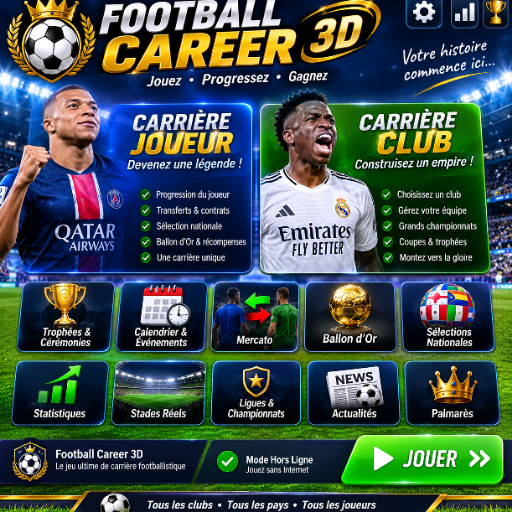 FOOTBALL
CAREER 3D
Jouez • Progressez • Gagnez
Votre histoire
commence ici...
CARRIÈRE
JOUEUR
Devenez une légende !
Progression du joueur
Transferts & contrats
Sélection nationale
Ballon d'Or & récompenses
Une carrière unique
QATAR
AIRWAYS
CARRIÈRE
CLUB
Construisez un empire !
Choisissez un club
Gérez votre équipe
Grands championnats
Coupes & trophées
Montez vers la gloire
Emirates
FLY BETTER
Trophées &
Cérémonies
Calendrier &
Événements
Mercato
Ballon d'Or
Sélections
Nationales
Statistiques
Stades Réels
Ligues &
Championnats
NEWS
Actualités
Palmarès
Football Career 3D
Le jeu ultime de carrière footballistique
Mode Hors Ligne
Jouez sans Internet
JOUER
Tous les clubs • Tous les pays • Tous les joueurs